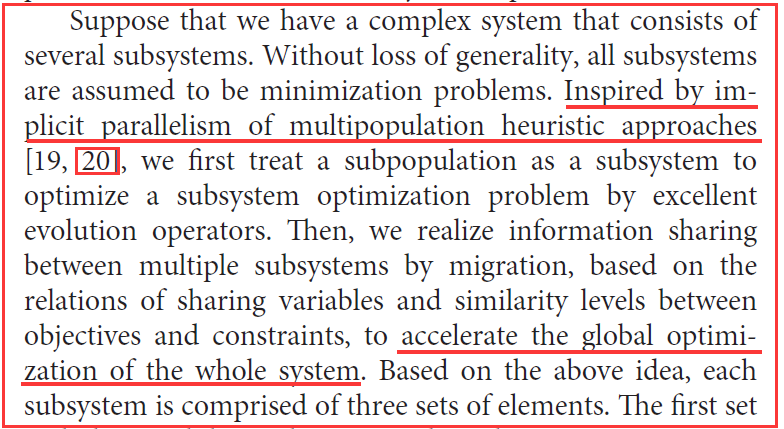 Suppose that we have a complex system that consists of
several subsystems. Without loss of generality, all subsystems
are assumed to be minimization problems. Inspired by im-
plicit parallelism of multipopulation heuristic approaches
[19, 20], we first treat a subpopulation as a subsystem to
optimize a subsystem optimization problem by excellent
evolution operators. Then, we realize information sharing
between multiple subsystems by migration, based on the
relations of sharing variables and similarity levels between
objectives and constraints, to accelerate the global optimi-
zation of the whole system. Based on the above idea, each
subsystem is comprised of three sets of elements. The first set